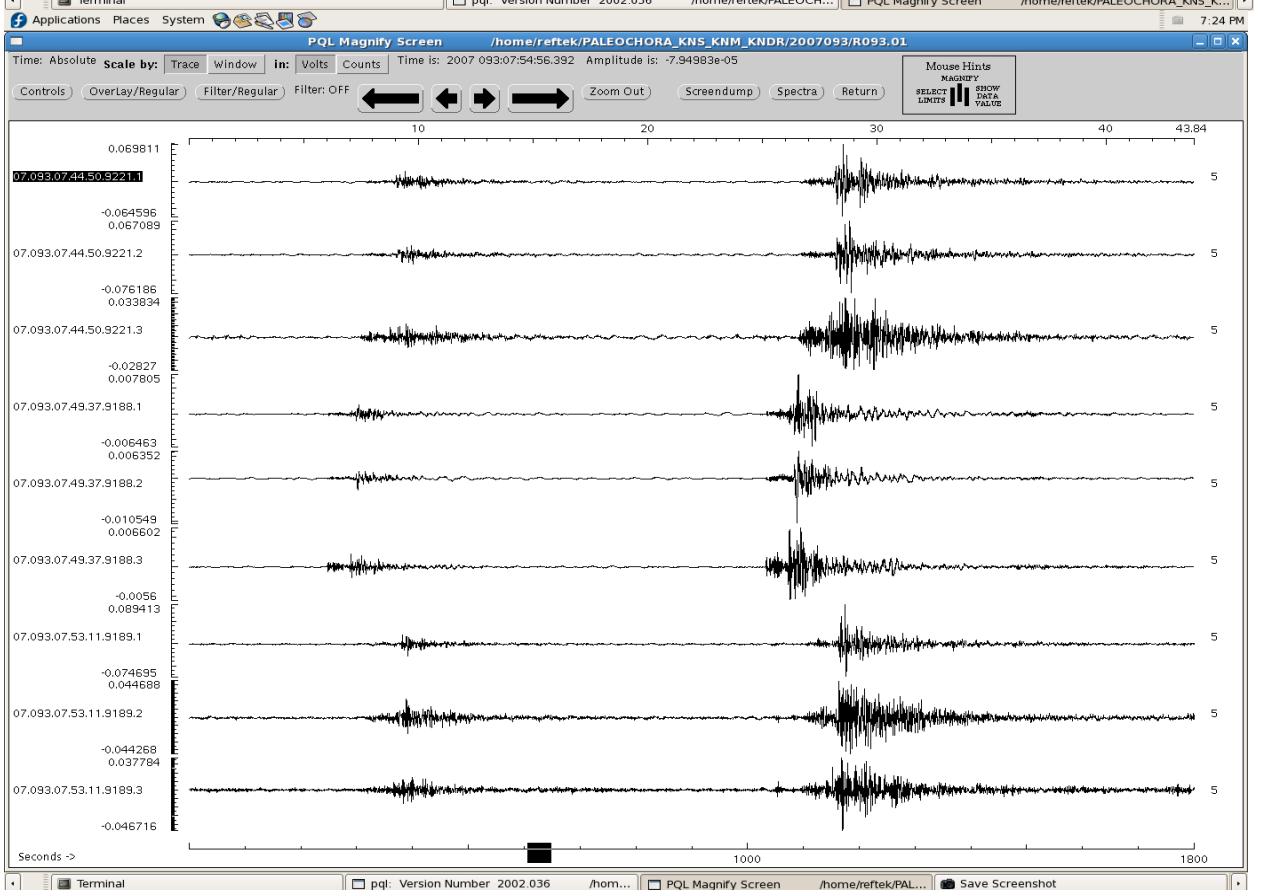 Terminal pql: Version Number 2002.036 /home/reftek/PALEOCH... PQL Magnify Screen /home/reftek/PALEOCHORA_KNS_K...
Applications Places System 7:24 PM
PQL Magnify Screen /home/reftek/PALEOCHORA_KNS_KNM_KNDR/2007093/R093.01
Time: Absolute Scale by: Trace Window in: Volts Counts Time is: 2007 093:07:54:56.392 Amplitude is: -7.94983e-05
Mouse Hints
MAGNIFY
SELECT LIMITS SHOW DATA VALUE
Controls OverLay/Regular Filter/Regular Filter: OFF Zoom Out Screendump Spectra Return
10 20 30 40 43.84
0.069811
07.093.07.44.50.9221.1 5
-0.064596
0.067089
07.093.07.44.50.9221.2 5
-0.076186
0.033834
07.093.07.44.50.9221.3 5
-0.02827
0.007805
07.093.07.49.37.9188.1 5
-0.006463
0.006352
07.093.07.49.37.9188.2 5
-0.010549
0.006602
07.093.07.49.37.9188.3 5
-0.0056
0.089413
07.093.07.53.11.9189.1 5
-0.074695
0.044688
07.093.07.53.11.9189.2 5
-0.044268
0.037784
07.093.07.53.11.9189.3 5
-0.046716
Seconds -> 1000 1800
Terminal pql: Version Number 2002.036 /hom... PQL Magnify Screen /home/reftek/PAL... Save Screenshot